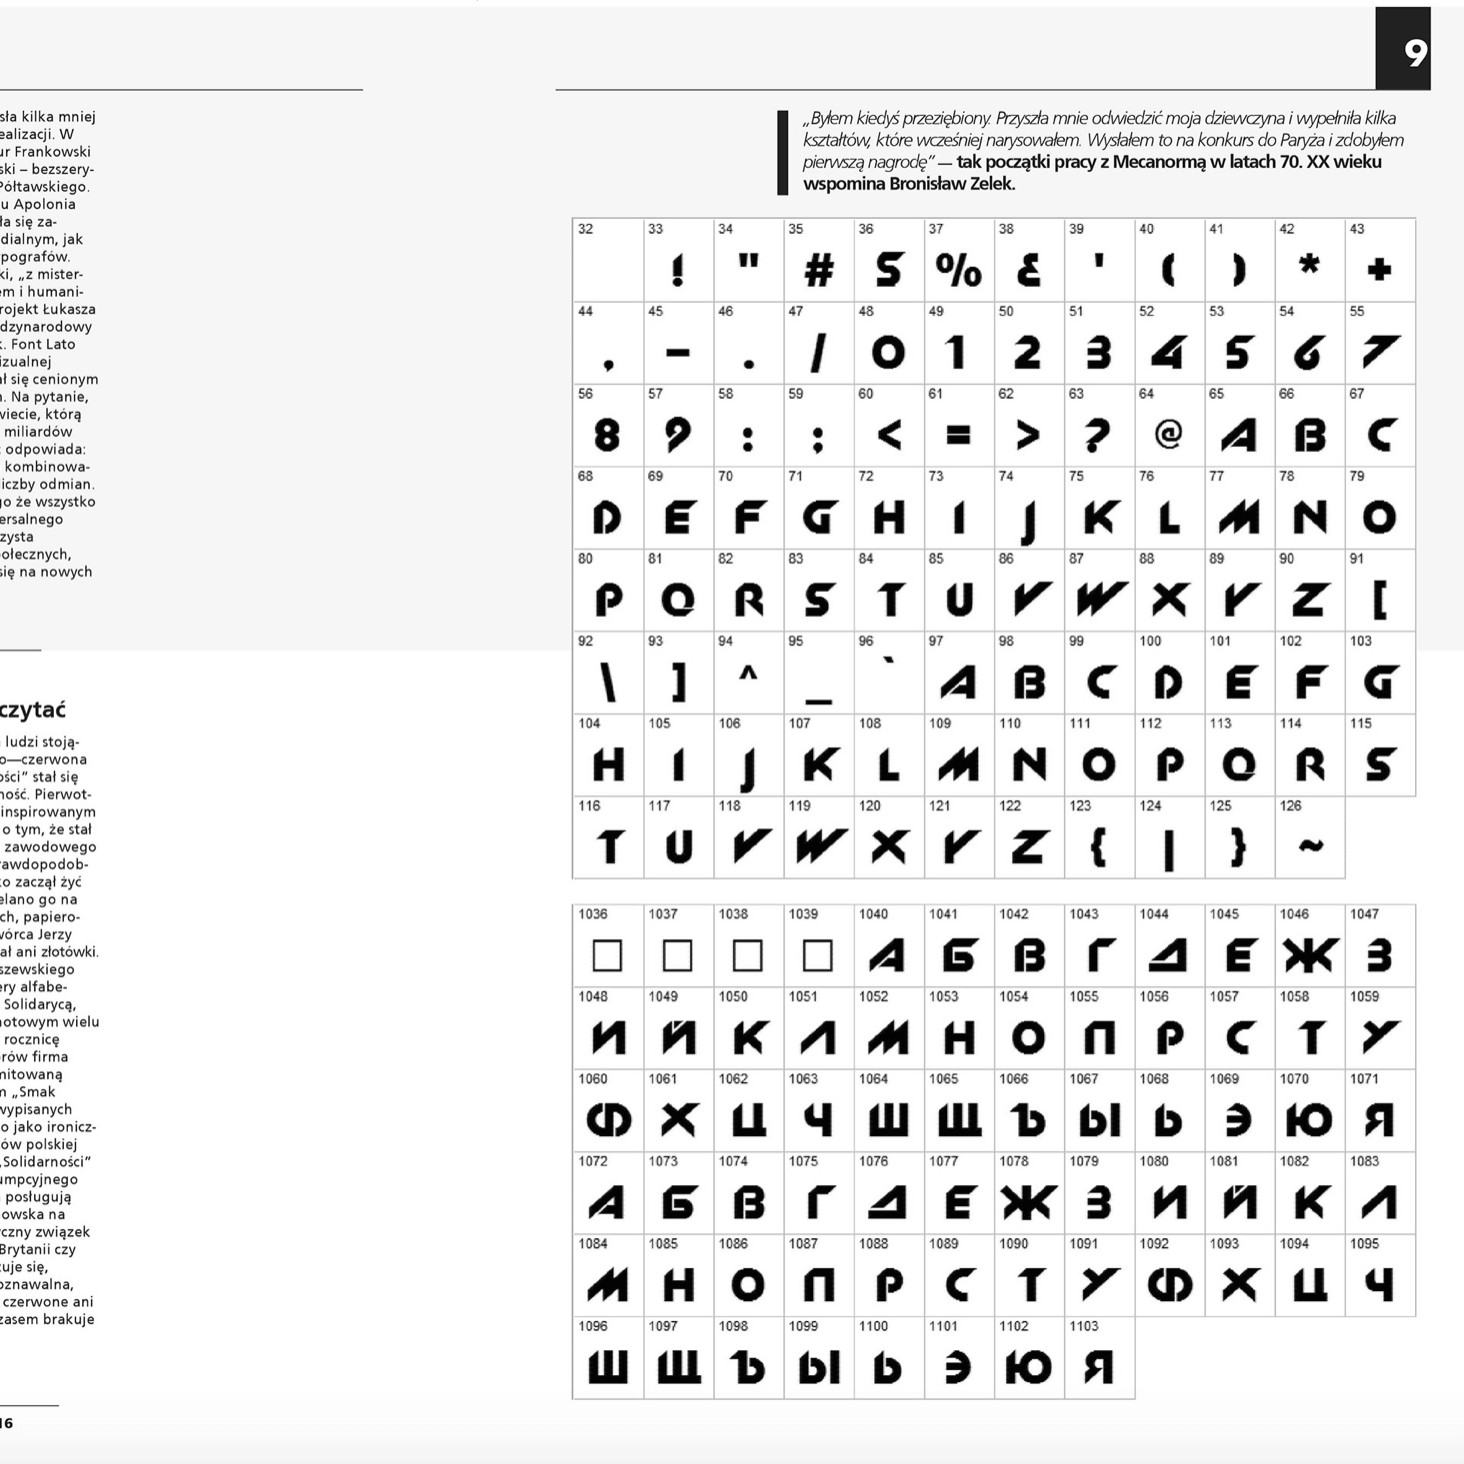 9
sła kilka mniej
ealizacji. W
ur Frankowski
ski – bezszery-
Półtawskiego.
u Apolonia
ła się za-
dialnym, jak
pografów.
ki, „z mister-
em i humani-
rojekt Łukasza
dzynarodowy
k. Font Lato
izualnej
ał się cenionym
n. Na pytanie,
wiecie, którą
miliardów
odpowiada:
kombinowa-
liczby odmian.
go że wszystko
ersalnego
zysta
połecznych,
się na nowych
czytać
ludzi stoją-
o—czerwona
ości” stał się
ność. Pierwot-
inspirowanym
o tym, że stał
zawodowego
rawdopodob-
ko zaczął żyć
elano go na
ch, papiero-
wórca Jerzy
ał ani złotówki.
szewskiego
ery alfabe-
Solidarycą,
notowym wielu
rocznicę
rów firma
mitowaną
m „Smak
wypisanych
o jako ironicz-
ów polskiej
„Solidarności”
umpcyjnego
posługują
nowska na
yczny związek
Brytanii czy
zuje się,
oznawalna,
czerwone ani
zasem brakuje
16
„Byłem kiedyś przeziębiony. Przyszła mnie odwiedzić moja dziewczyna i wypełniła kilka
kształtów, które wcześniej narysowałem. Wysłałem to na konkurs do Paryża i zdobyłem
pierwszą nagrodę” — tak początki pracy z Mecanormą w latach 70. XX wieku
wspomina Bronisław Zelek.
32 33 34 35 36 37 38 39 40 41 42 43
! " # S % & ' ( ) * +
44 45 46 47 48 49 50 51 52 53 54 55
, - . / 0 1 2 3 4 5 6 7
56 57 58 59 60 61 62 63 64 65 66 67
8 9 : ; < = > ? @ A B C
68 69 70 71 72 73 74 75 76 77 78 79
D E F G H I J K L M N O
80 81 82 83 84 85 86 87 88 89 90 91
P Q R S T U V W X Y Z [
92 93 94 95 96 97 98 99 100 101 102 103
\ ] ^ _ ` A B C D E F G
104 105 106 107 108 109 110 111 112 113 114 115
H I J K L M N O P Q R S
116 117 118 119 120 121 122 123 124 125 126
T U V W X Y Z { | } ~
1036 1037 1038 1039 1040 1041 1042 1043 1044 1045 1046 1047
□ □ □ □ А Б В Г Д Е Ж З
1048 1049 1050 1051 1052 1053 1054 1055 1056 1057 1058 1059
И Й К Л М Н О П Р С Т У
1060 1061 1062 1063 1064 1065 1066 1067 1068 1069 1070 1071
Ф Х Ц Ч Ш Щ Ъ Ы Ь Э Ю Я
1072 1073 1074 1075 1076 1077 1078 1079 1080 1081 1082 1083
А Б В Г Д Е Ж З И Й К Л
1084 1085 1086 1087 1088 1089 1090 1091 1092 1093 1094 1095
М Н О П Р С Т У Ф Х Ц Ч
1096 1097 1098 1099 1100 1101 1102 1103
Ш Щ Ъ Ы Ь Э Ю Я